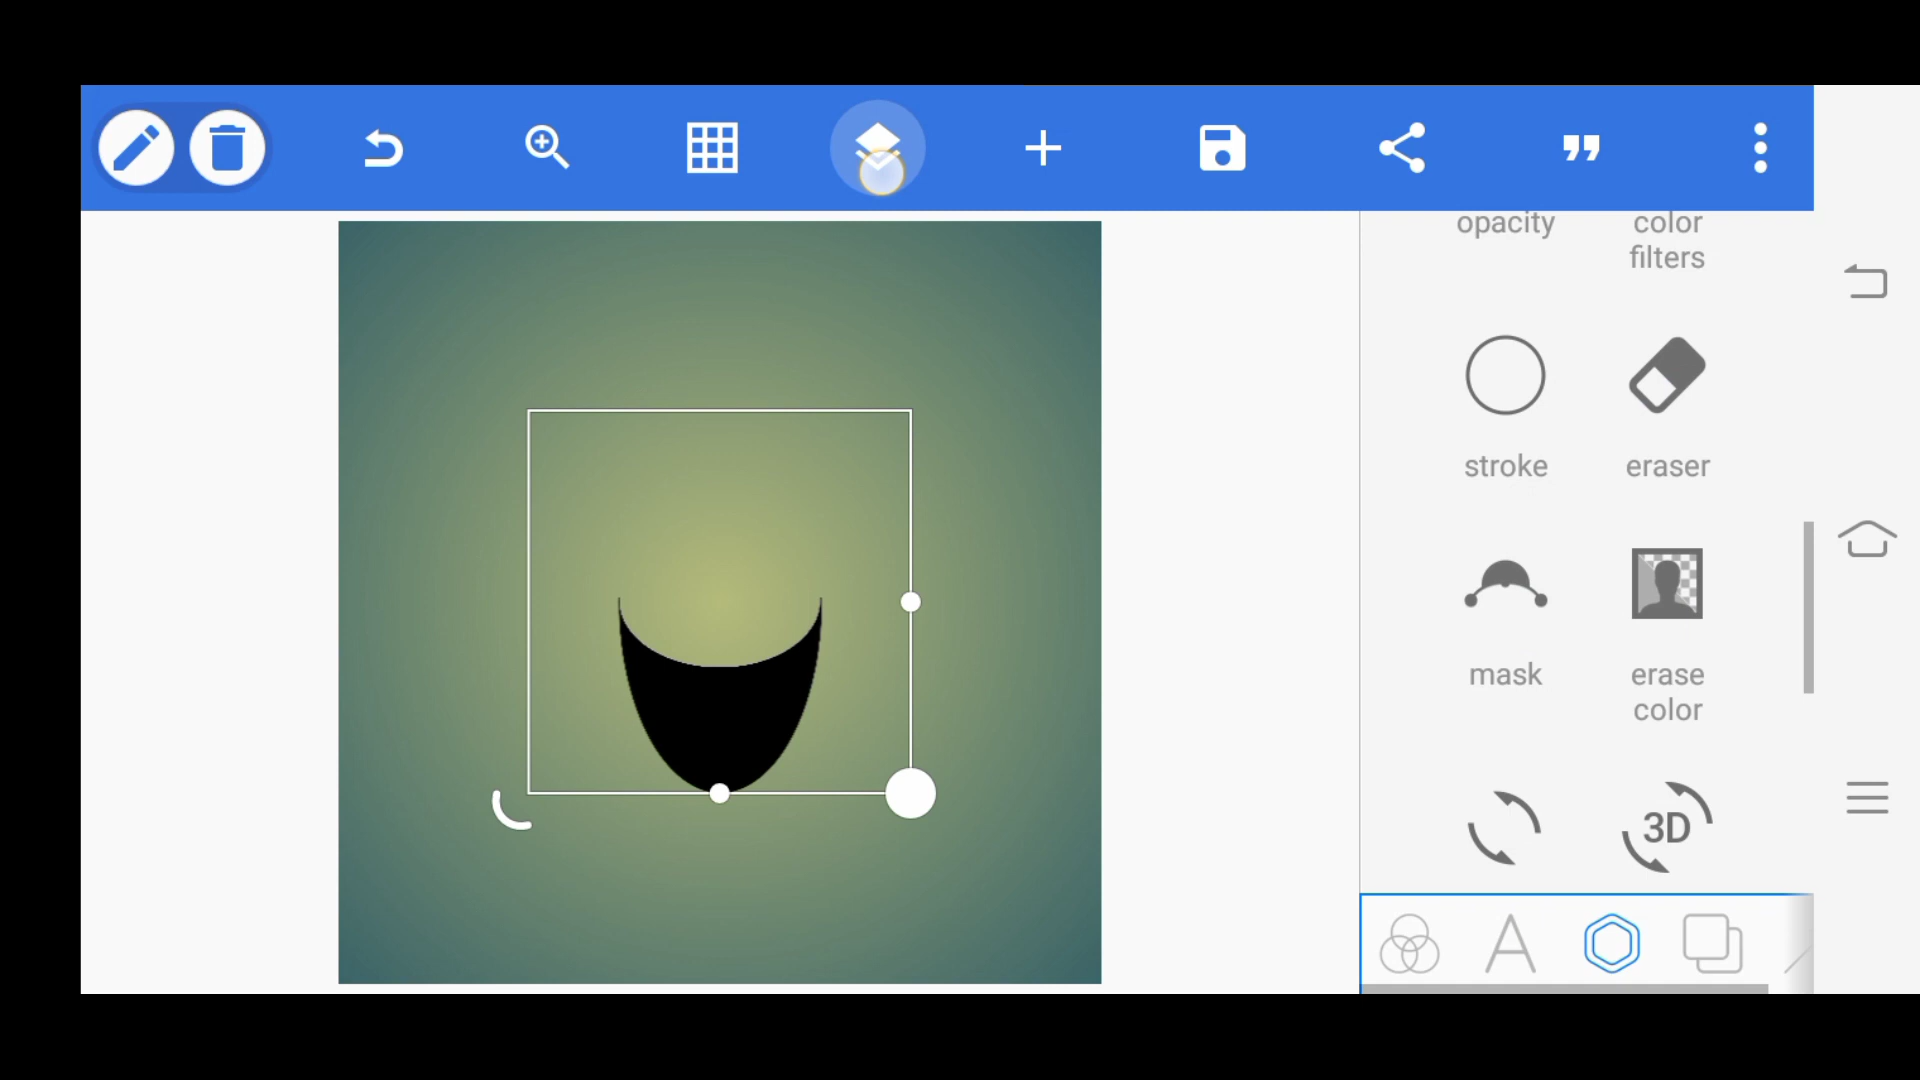 opacity
color
filters
stroke
eraser
mask
erase
color
3D
A